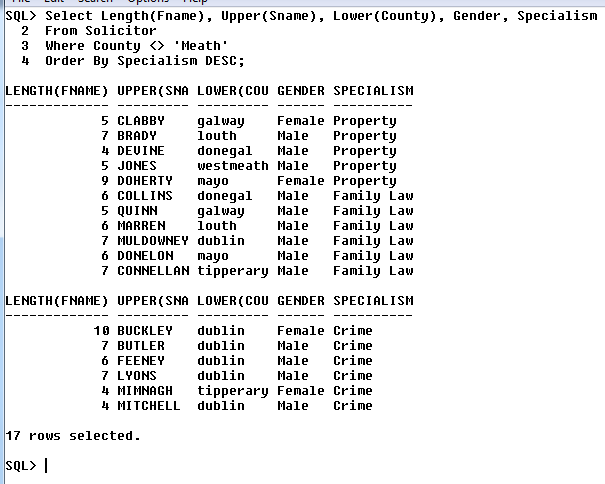 SQL> Select Length(Fname), Upper(Sname), Lower(County), Gender, Specialism
  2  From Solicitor
  3  Where County <> 'Meath'
  4  Order By Specialism DESC;

LENGTH(FNAME) UPPER(SNA LOWER(COU GENDER SPECIALISM
------------- --------- --------- ------ ----------
            5 CLABBY    galway    Female Property
            7 BRADY     louth     Male   Property
            4 DEVINE    donegal   Male   Property
            5 JONES     westmeath Male   Property
            9 DOHERTY   mayo      Female Property
            6 COLLINS   donegal   Male   Family Law
            5 QUINN     galway    Male   Family Law
            6 MARREN    louth     Male   Family Law
            7 MULDOWNEY dublin    Male   Family Law
            6 DONELON   mayo      Male   Family Law
            7 CONNELLAN tipperary Male   Family Law

LENGTH(FNAME) UPPER(SNA LOWER(COU GENDER SPECIALISM
------------- --------- --------- ------ ----------
           10 BUCKLEY   dublin    Female Crime
            7 BUTLER    dublin    Male   Crime
            6 FEENEY    dublin    Male   Crime
            7 LYONS     dublin    Male   Crime
            4 MIMNAGH   tipperary Female Crime
            4 MITCHELL  dublin    Male   Crime

17 rows selected.

SQL>